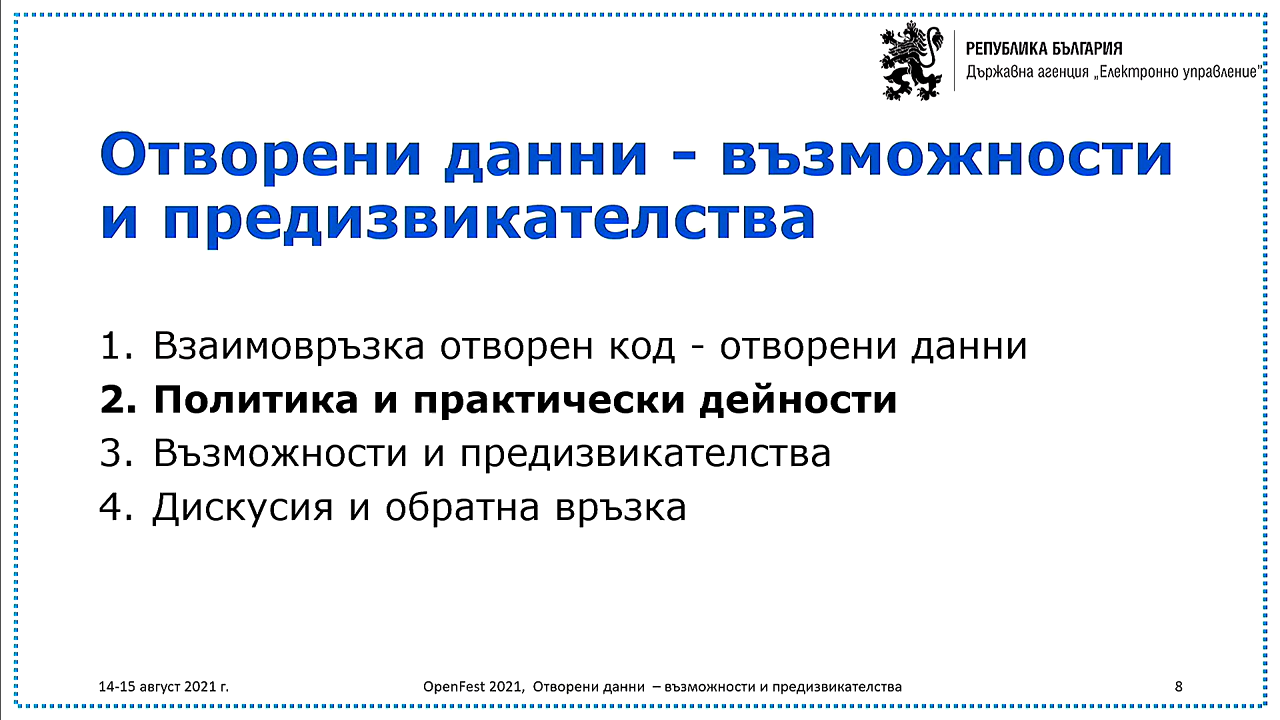 РЕПУБЛИКА БЪЛГАРИЯ
Държавна агенция „Електронно управление”
Отворени данни - възможности
и предизвикателства
1. Взаимовръзка отворен код - отворени данни
2. Политика и практически дейности
3. Възможности и предизвикателства
4. Дискусия и обратна връзка
14-15 август 2021 г.
OpenFest 2021, Отворени данни – възможности и предизвикателства
8